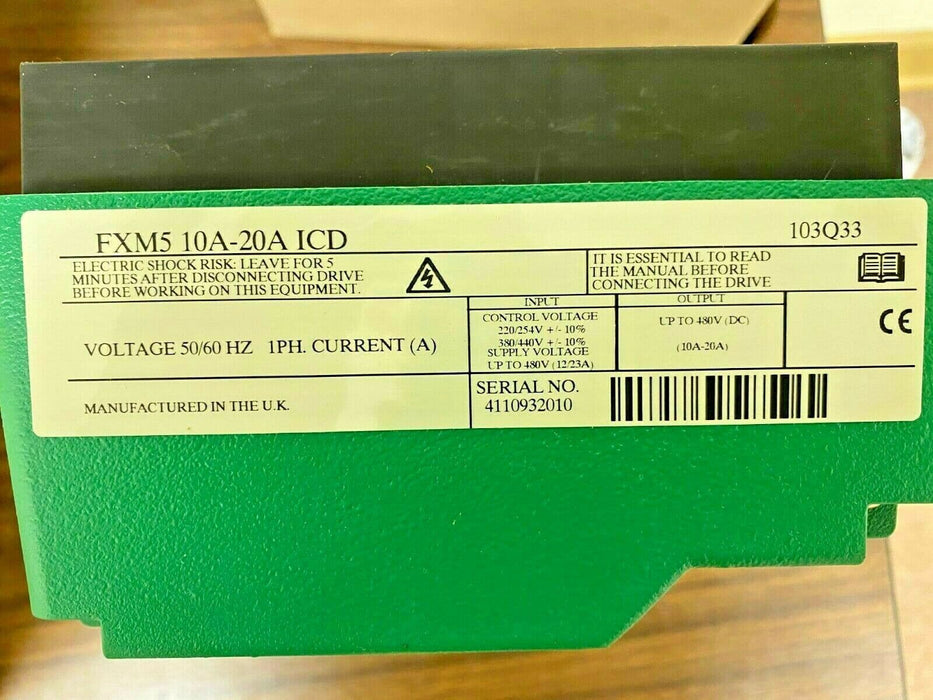 FXM5 10A-20A ICD
103Q33
ELECTRIC SHOCK RISK: LEAVE FOR 5
MINUTES AFTER DISCONNECTING DRIVE
BEFORE WORKING ON THIS EQUIPMENT.
IT IS ESSENTIAL TO READ
THE MANUAL BEFORE
CONNECTING THE DRIVE
VOLTAGE 50/60 HZ 1PH. CURRENT (A)
INPUT
CONTROL VOLTAGE
220/254V +/- 10%
380/440V +/- 10%
SUPPLY VOLTAGE
UP TO 480V (12/23A)
OUTPUT
UP TO 480V (DC)
(10A-20A)
CE
MANUFACTURED IN THE U.K.
SERIAL NO.
4110932010